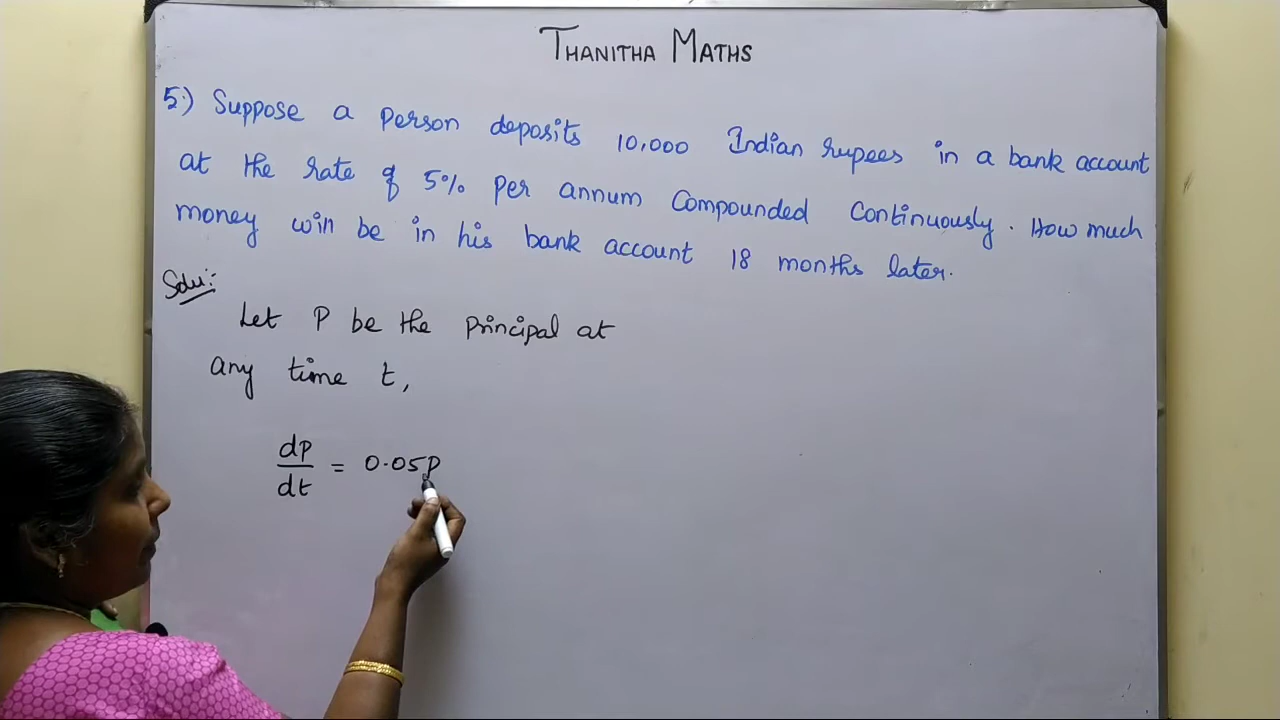 THANITHA MATHS
5.) Suppose a person deposits 10,000 Indian rupees in a bank account
at the rate of 5% per annum compounded continuously. How much
money will be in his bank account 18 months later.
Solu:-
Let P be the principal at
any time t,
dp/dt = 0.05P